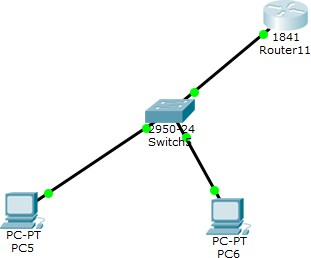 1841
Router11
2950-24
Switch5
PC-PT
PC5
PC-PT
PC6